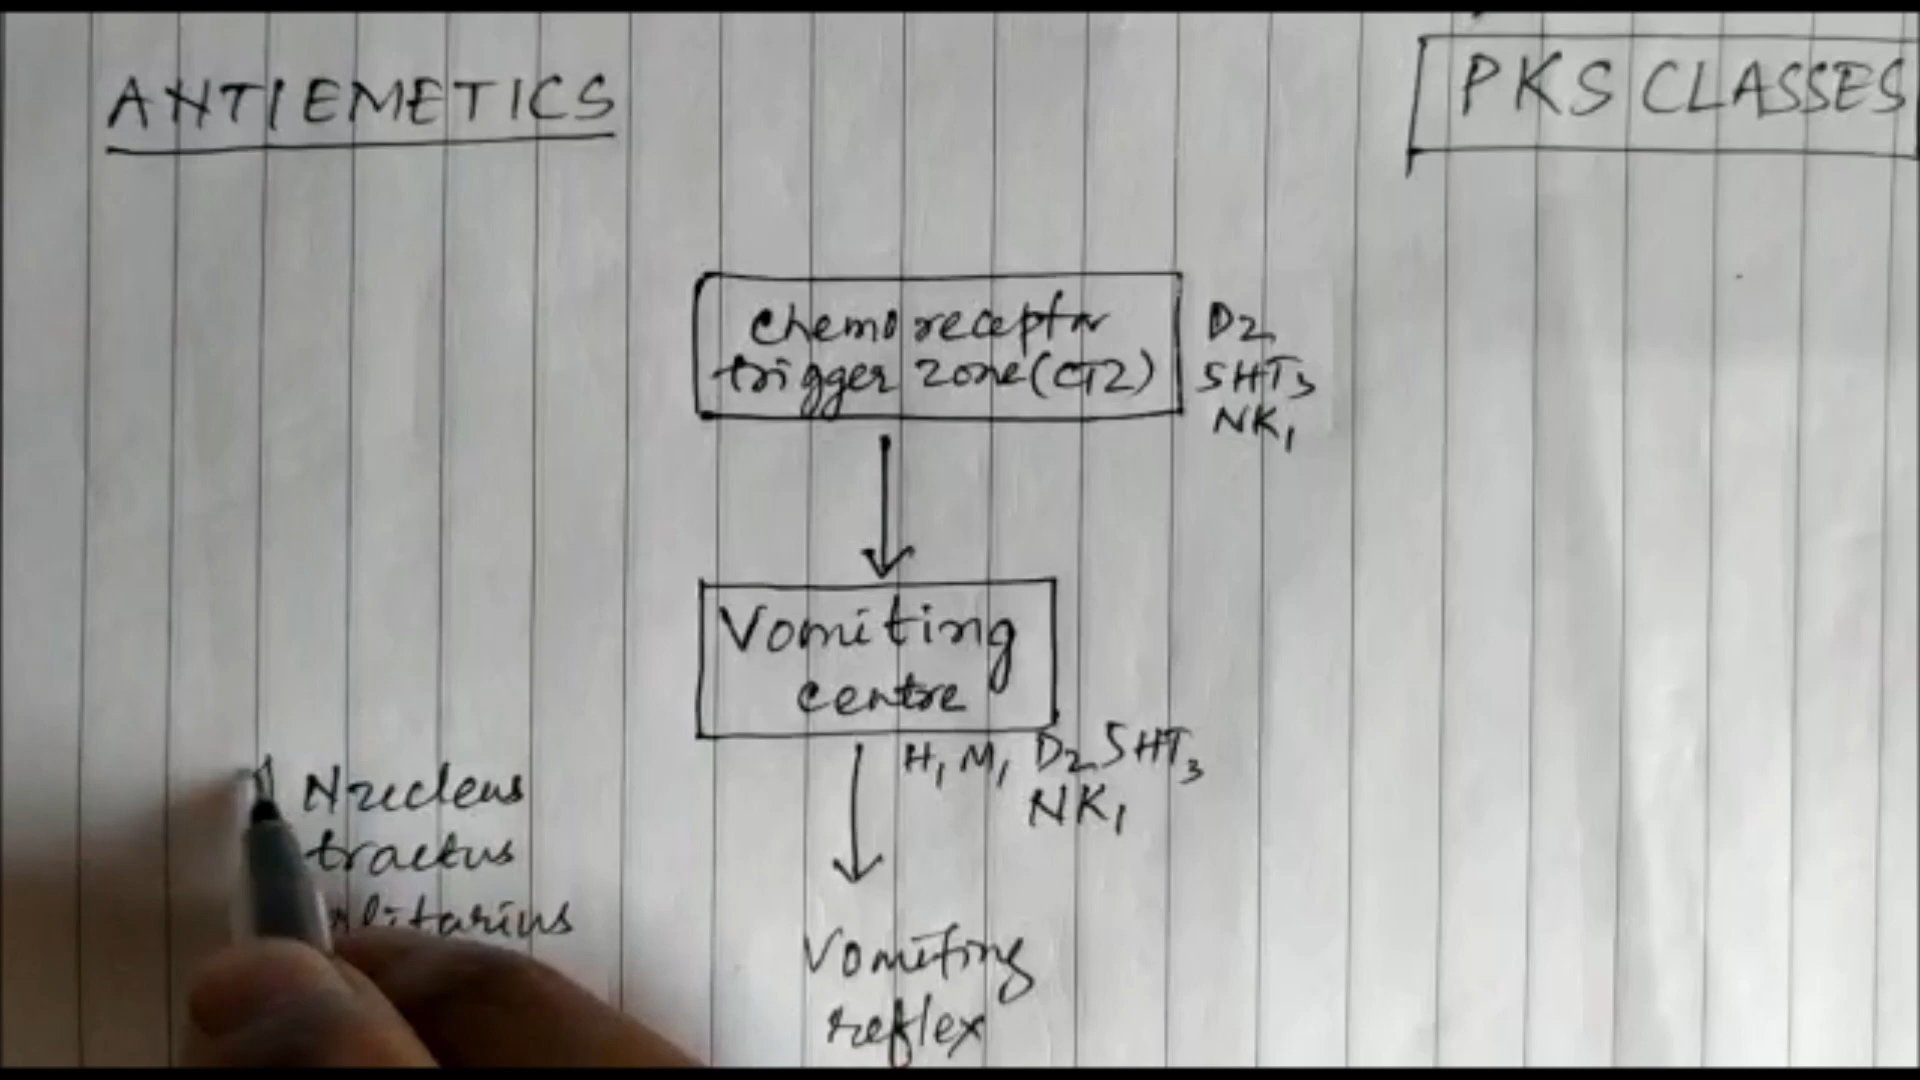 ANTIEMETICS
PKS CLASSES
Chemoreceptor
trigger zone (CTZ)
D2
5HT3
NK1
Vomiting
centre
H1 M1 D2 5HT3
NK1
Nucleus
tractus
Vomiting
reflex